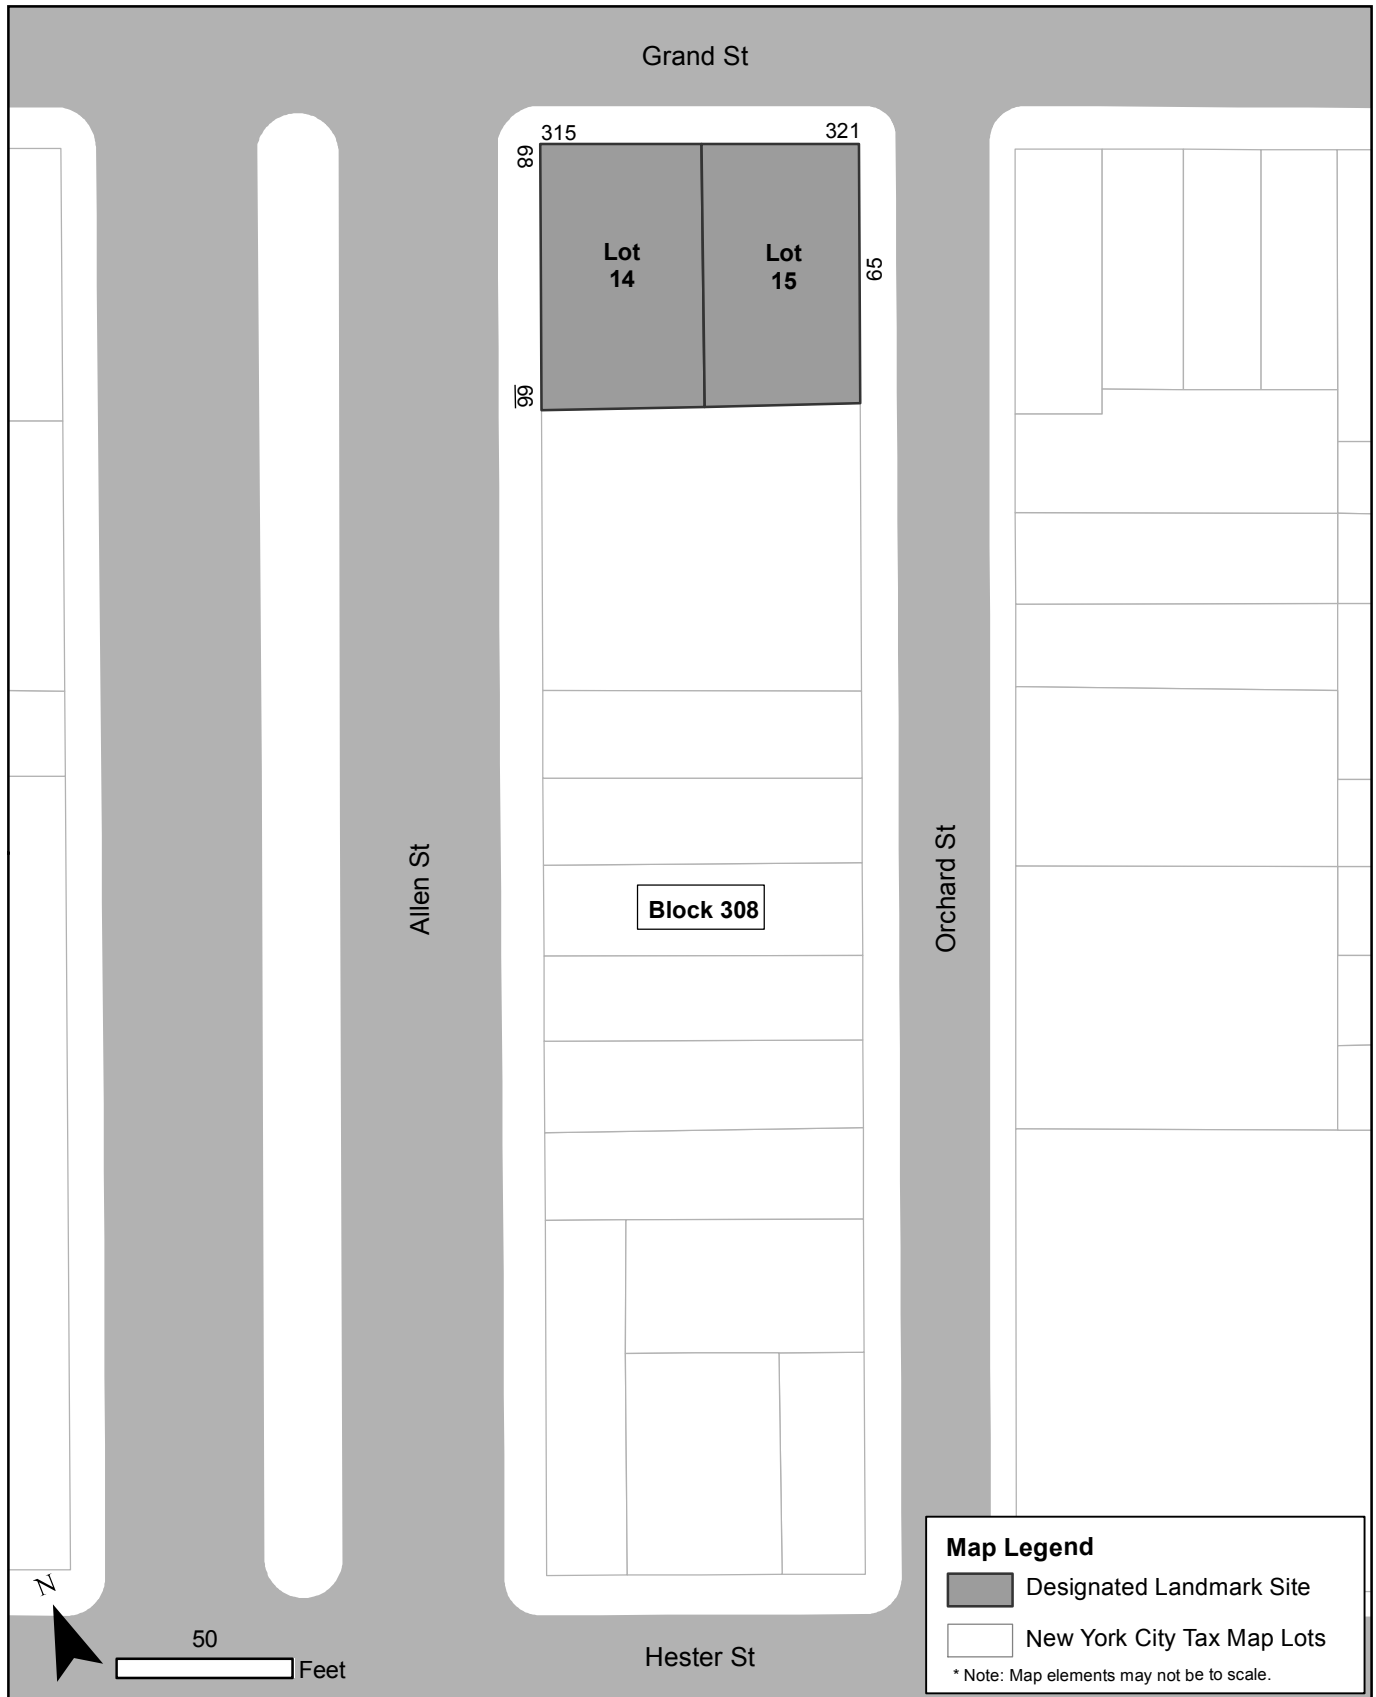 Grand St
315
321
68
Lot
14
Lot
15
65
66
Allen St
Orchard St
Block 308
N
50
Feet
Hester St
Map Legend
Designated Landmark Site
New York City Tax Map Lots
* Note: Map elements may not be to scale.